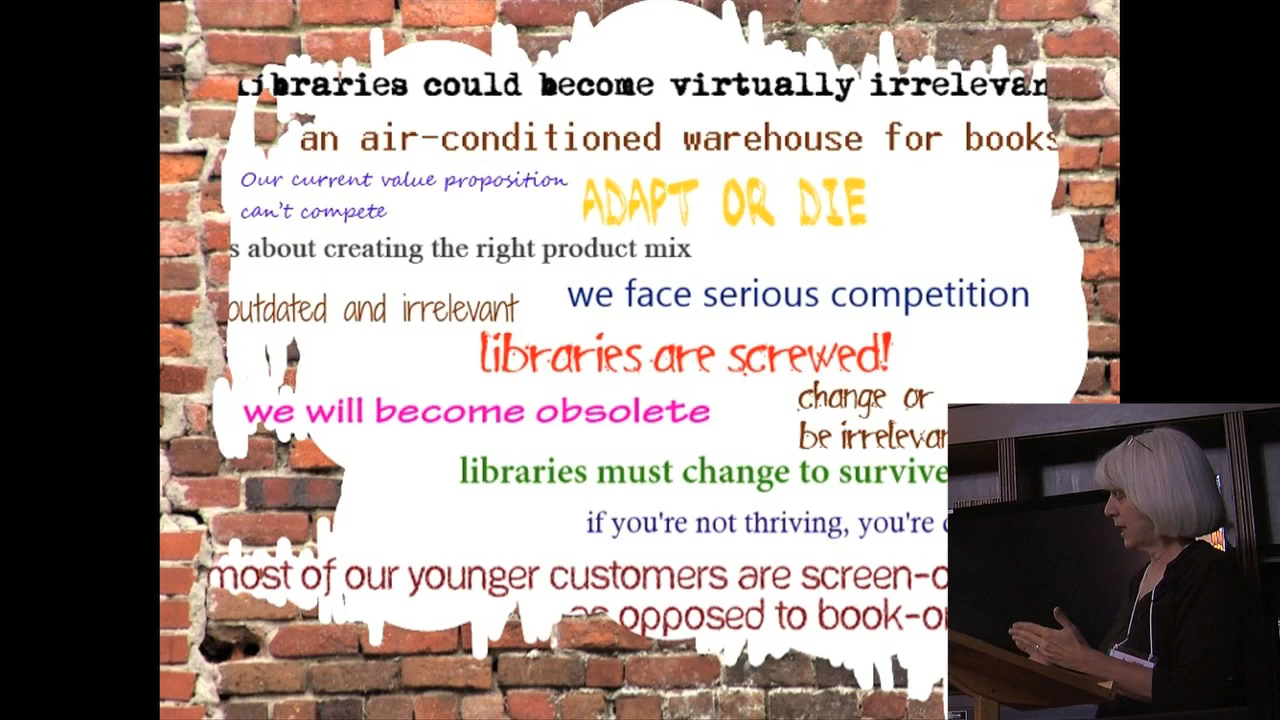 Libraries could become virtually irrelevan
an air-conditioned warehouse for books
Our current value proposition
can't compete
ADAPT OR DIE
s about creating the right product mix
outdated and irrelevant
we face serious competition
libraries are screwed!
we will become obsolete
change or
be irrelevan
libraries must change to survive
if you're not thriving, you're
most of our younger customers are screen-o
as opposed to book-or